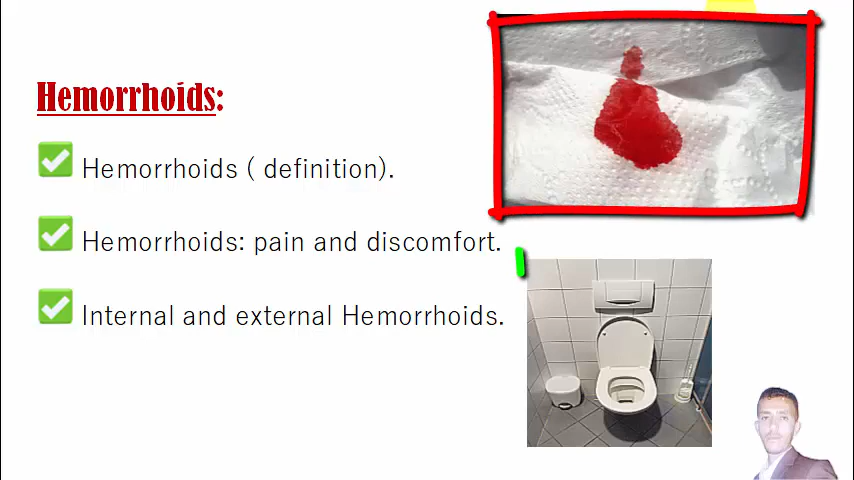 Hemorrhoids:
Hemorrhoids ( definition).
Hemorrhoids: pain and discomfort.
Internal and external Hemorrhoids.